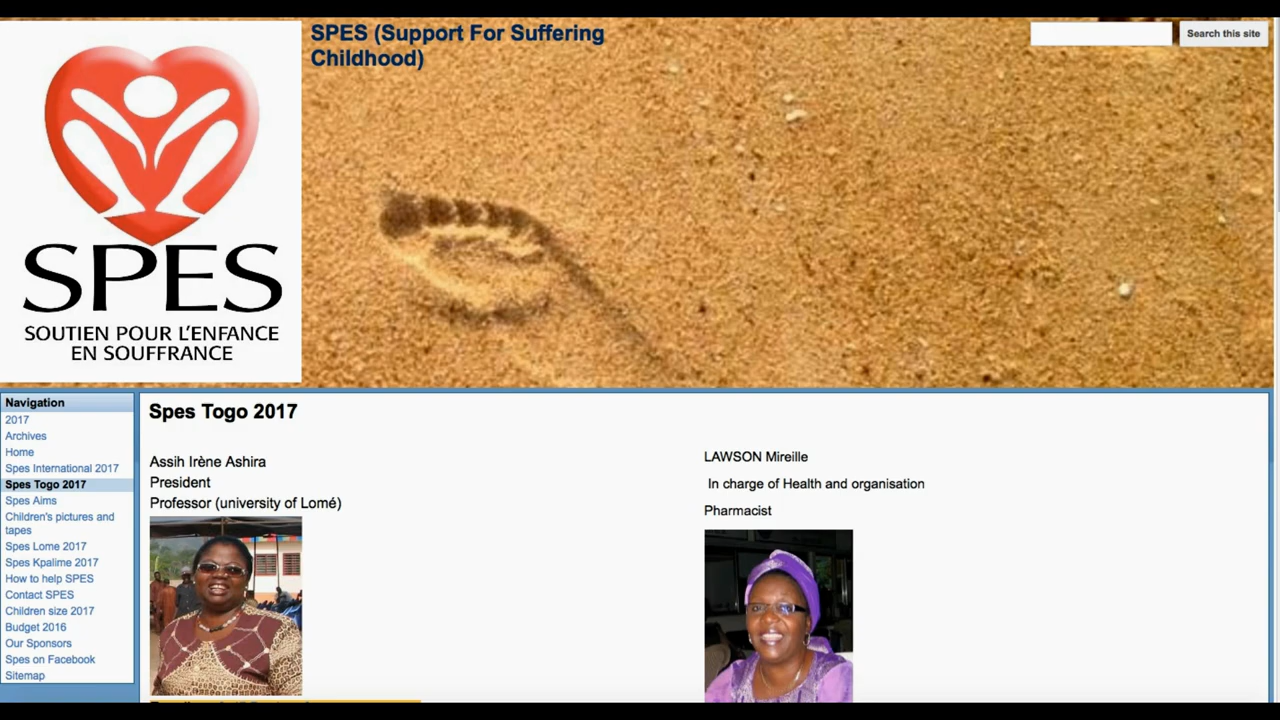 SPES (Support For Suffering
Childhood)
Search this site
SPES
SOUTIEN POUR L'ENFANCE
EN SOUFFRANCE
Navigation
2017
Archives
Home
Spes International 2017
Spes Togo 2017
Spes Aims
Children's pictures and
tapes
Spes Lome 2017
Spes Kpalime 2017
How to help SPES
Contact SPES
Children size 2017
Budget 2016
Our Sponsors
Spes on Facebook
Sitemap
Spes Togo 2017
Assih Irène Ashira
President
Professor (university of Lomé)
LAWSON Mireille
In charge of Health and organisation
Pharmacist